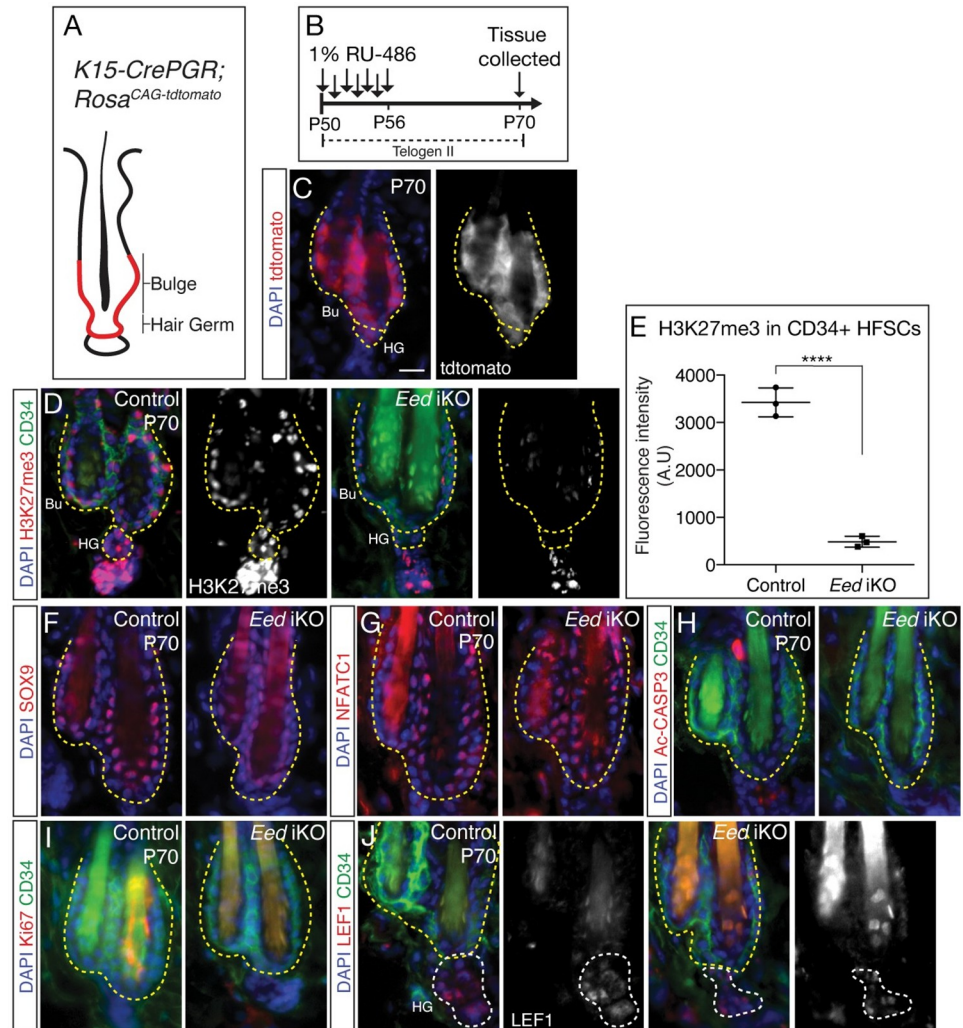 A
K15-CrePGR;
Rosa^CAG-tdtomato
Bulge
Hair Germ
B
1% RU-486
Tissue
collected
P50
P56
P70
Telogen II
DAPI tdtomato
C
P70
Bu
HG
tdtomato
DAPI H3K27me3 CD34
D
Control
P70
Bu
HG
H3K27me3
Eed iKO
Bu
HG
E
H3K27me3 in CD34+ HFSCs
****
Fluorescence intensity
(A.U)
4000
3000
2000
1000
0
Control
Eed iKO
DAPI SOX9
F
Control
P70
Eed iKO
DAPI NFATC1
G
Control
P70
Eed iKO
DAPI Ac-CASP3 CD34
H
Control
P70
Eed iKO
DAPI Ki67 CD34
I
Control
P70
Eed iKO
DAPI LEF1 CD34
J
Control
P70
HG
LEF1
Eed iKO